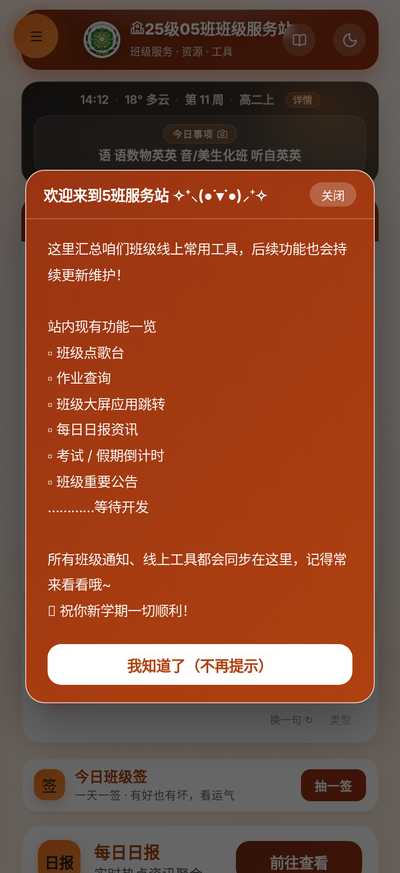 25级05班班级服务站
班级服务 · 资源 · 工具
14:12 · 18° 多云 · 第 11 周 · 高二上 详情
今日事项
语 语数物英英 音/美生化班 听自英英
欢迎来到5班服务站 ✧⁺⸜(●˙▾˙●)⸝⁺✧
关闭
这里汇总咱们班级线上常用工具，后续功能也会持
续更新维护！
站内现有功能一览
▫ 班级点歌台
▫ 作业查询
▫ 班级大屏应用跳转
▫ 每日日报资讯
▫ 考试 / 假期倒计时
▫ 班级重要公告
…………等待开发
所有班级通知、线上工具都会同步在这里，记得常
来看看哦~
祝你新学期一切顺利！
我知道了（不再提示）
换一句 ↻ 类型
签
今日班级签
一天一签 · 有好也有坏，看运气
抽一签
日报
每日日报
实时热点资讯聚合
前往查看